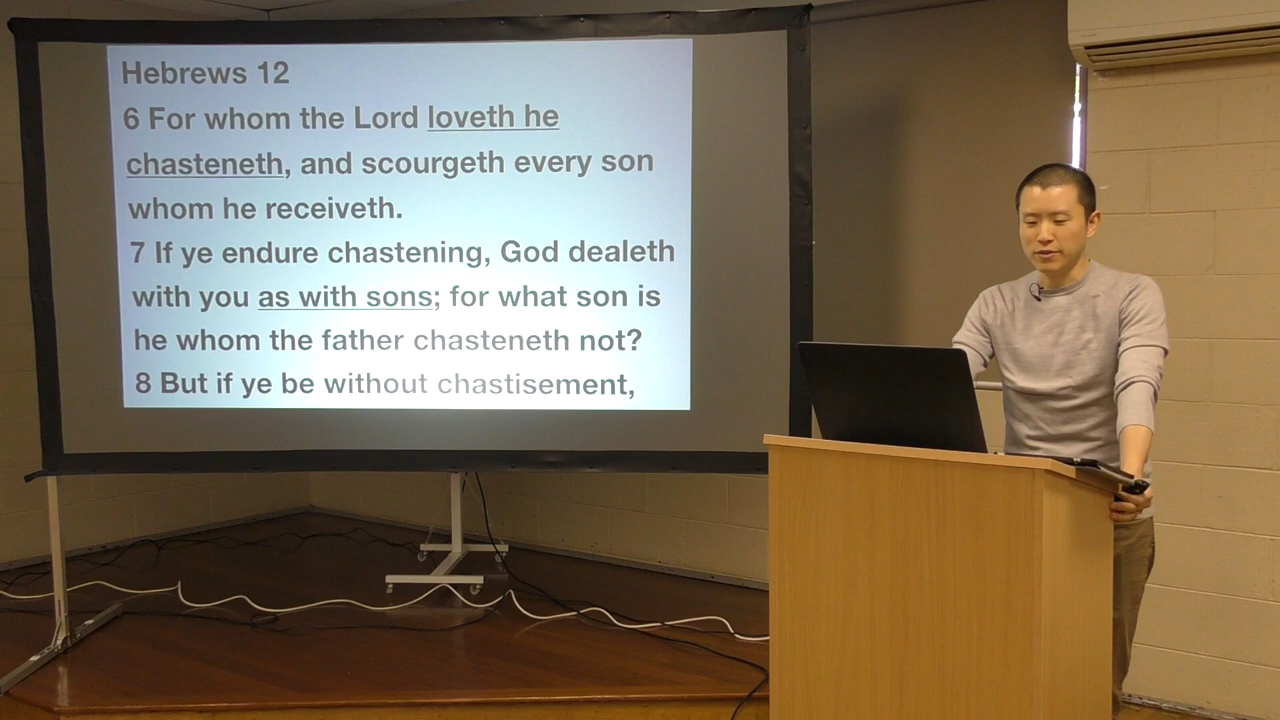 Hebrews 12
6 For whom the Lord loveth he
chasteneth, and scourgeth every son
whom he receiveth.
7 If ye endure chastening, God dealeth
with you as with sons; for what son is
he whom the father chasteneth not?
8 But if ye be without chastisement,